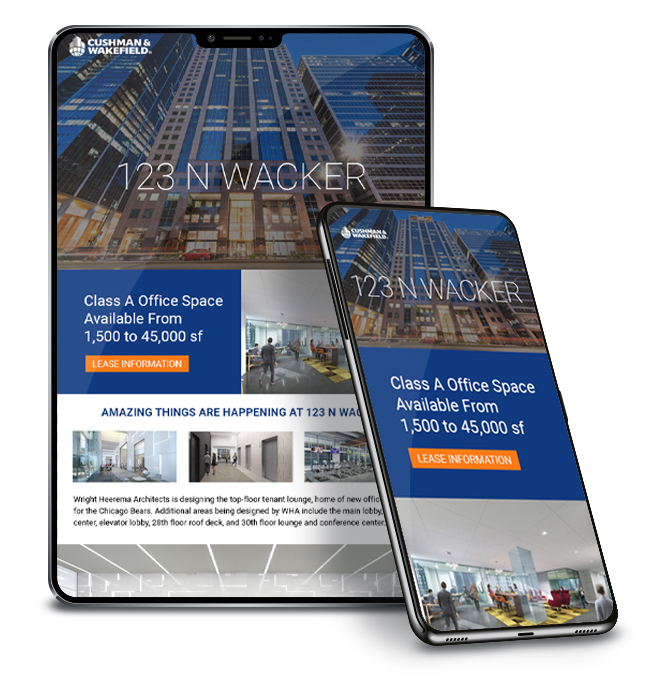 CUSHMAN &
WAKEFIELD
123 N WACKER
Class A Office Space
Available From
1,500 to 45,000 sf
LEASE INFORMATION
AMAZING THINGS ARE HAPPENING AT 123 N WAC
Wright Heerema Architects is designing the top-floor tenant lounge, home of new offic
for the Chicago Bears. Additional areas being designed by WHA include the main lobby,
center, elevator lobby, 28th floor roof deck, and 30th floor lounge and conference center.
CUSHMAN &
WAKEFIELD
123 N WACKER
Class A Office Space
Available From
1,500 to 45,000 sf
LEASE INFORMATION